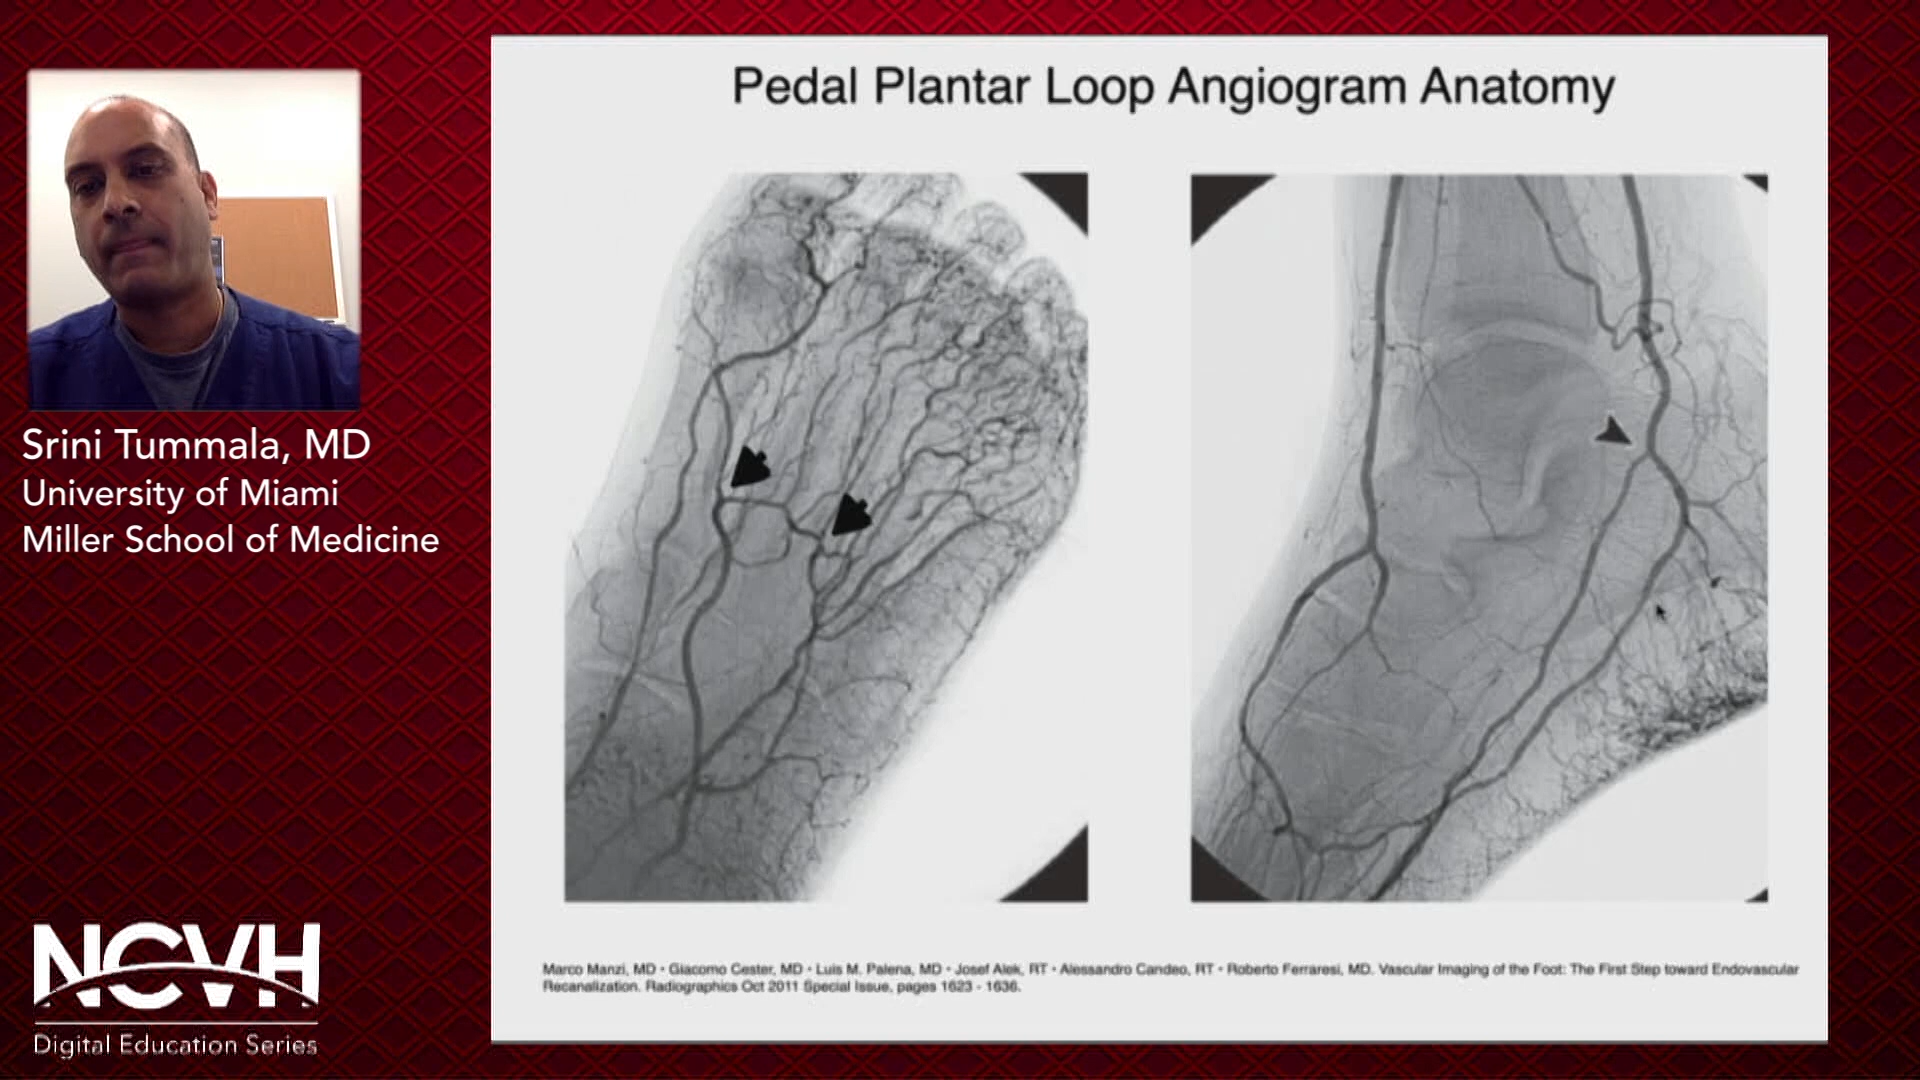 Pedal Plantar Loop Angiogram Anatomy
Srini Tummala, MD
University of Miami
Miller School of Medicine
NCVH
Digital Education Series
Marco Manzi, MD • Giacomo Cester, MD • Luis M. Palena, MD • Josef Alek, RT • Alessandro Candeo, RT • Roberto Ferraresi, MD. Vascular Imaging of the Foot: The First Step toward Endovascular
Recanalization. Radiographics Oct 2011 Special Issue, pages 1623 - 1636.